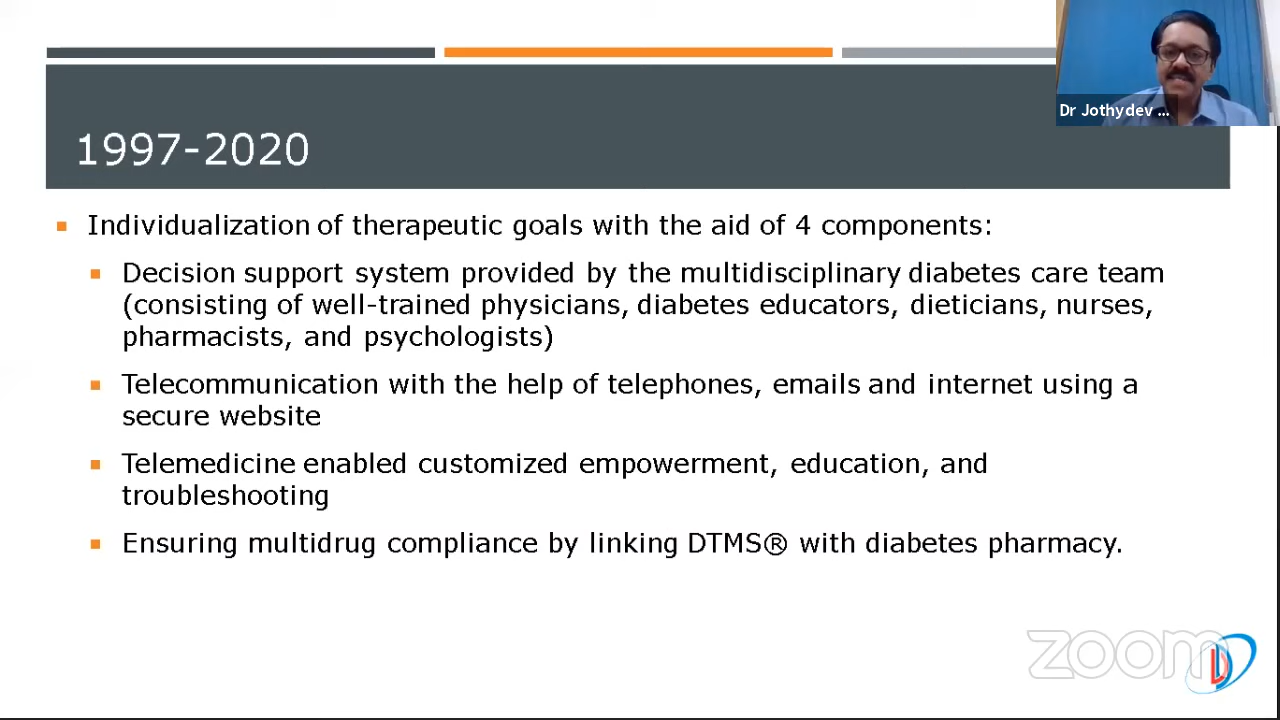 Dr Jothydev ...
1997-2020
Individualization of therapeutic goals with the aid of 4 components:
Decision support system provided by the multidisciplinary diabetes care team
(consisting of well-trained physicians, diabetes educators, dieticians, nurses,
pharmacists, and psychologists)
Telecommunication with the help of telephones, emails and internet using a
secure website
Telemedicine enabled customized empowerment, education, and
troubleshooting
Ensuring multidrug compliance by linking DTMS® with diabetes pharmacy.
zoom